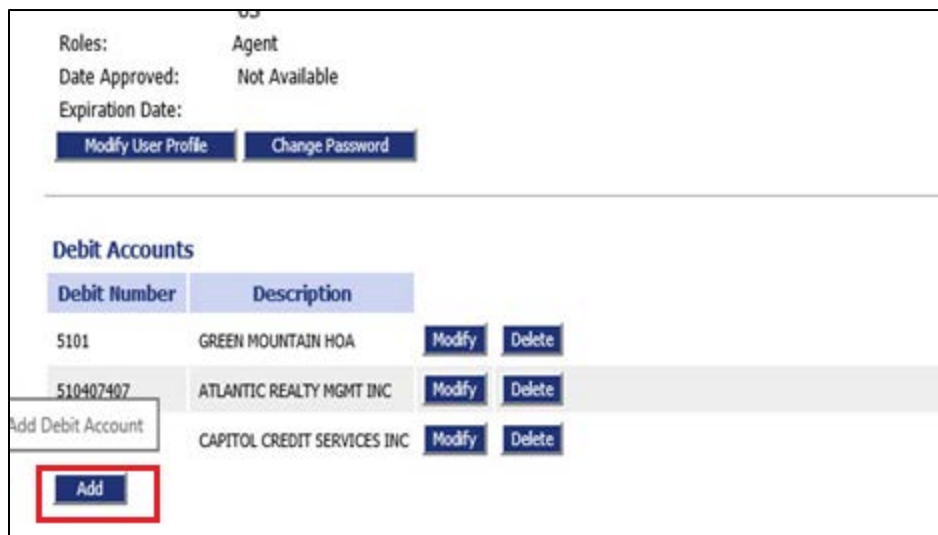 Roles: Agent
Date Approved: Not Available
Expiration Date:
Modify User Profile Change Password
Debit Accounts
Debit Number Description
5101 GREEN MOUNTAIN HOA Modify Delete
510407407 ATLANTIC REALTY MGMT INC Modify Delete
Add Debit Account
CAPITOL CREDIT SERVICES INC Modify Delete
Add